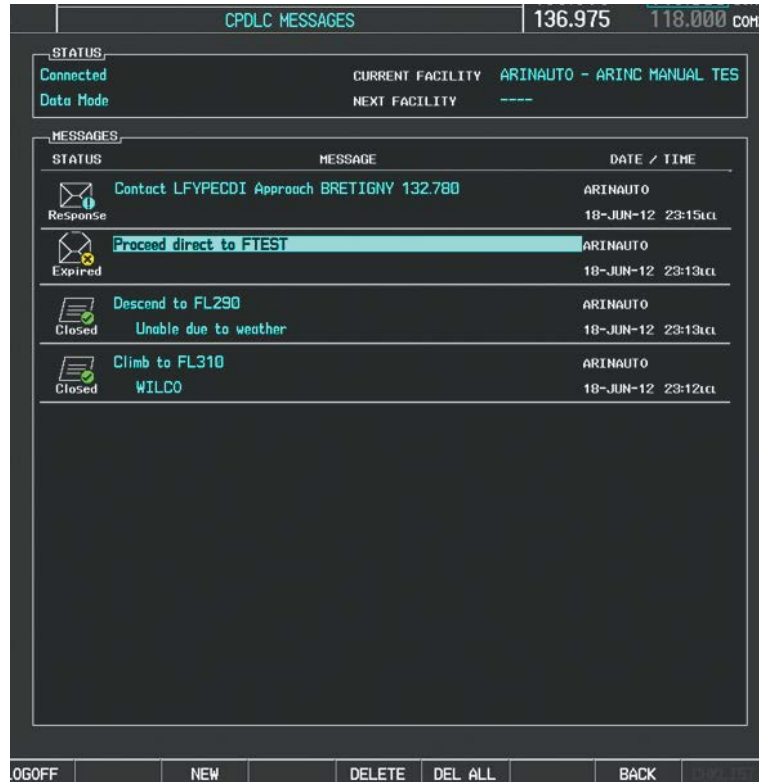 CPDLC MESSAGES
136.975 118.000 COM
STATUS
Connected CURRENT FACILITY ARINAUTO - ARINC MANUAL TES
Data Mode NEXT FACILITY ----
MESSAGES
STATUS MESSAGE DATE / TIME
Contact LFYPECDI Approach BRETIGNY 132.780 ARINAUTO
Response 18-JUN-12 23:15LCL
Proceed direct to FTEST ARINAUTO
Expired 18-JUN-12 23:13LCL
Descend to FL290 ARINAUTO
Closed Unable due to weather 18-JUN-12 23:13LCL
Climb to FL310 ARINAUTO
Closed WILCO 18-JUN-12 23:12LCL
OGOFF NEW DELETE DEL ALL BACK